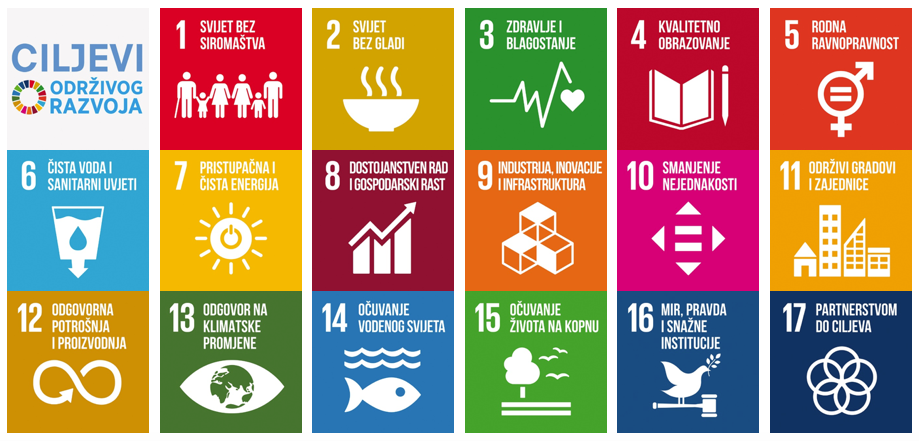 CILJEVI
ODRŽIVOG
RAZVOJA
1 SVIJET BEZ
SIROMAŠTVA
2 SVIJET
BEZ GLADI
3 ZDRAVLJE I
BLAGOSTANJE
4 KVALITETNO
OBRAZOVANJE
5 RODNA
RAVNOPRAVNOST
6 ČISTA VODA I
SANITARNI UVJETI
7 PRISTUPAČNA I
ČISTA ENERGIJA
8 DOSTOJANSTVEN RAD
I GOSPODARSKI RAST
9 INDUSTRIJA, INOVACIJE
I INFRASTRUKTURA
10 SMANJENJE
NEJEDNAKOSTI
11 ODRŽIVI GRADOVI
I ZAJEDNICE
12 ODGOVORNA
POTROŠNJA
I PROIZVODNJA
13 ODGOVOR NA
KLIMATSKE
PROMJENE
14 OČUVANJE
VODENOG SVIJETA
15 OČUVANJE
ŽIVOTA NA KOPNU
16 MIR, PRAVDA
I SNAŽNE
INSTITUCIJE
17 PARTNERSTVOM
DO CILJEVA